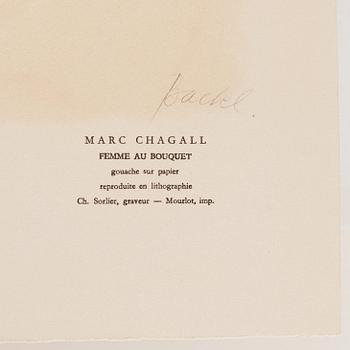 MARC CHAGALL
FEMME AU BOUQUET
gouache sur papier
reproduite en lithographie
Ch. Sorlier, graveur — Mourlot, imp.